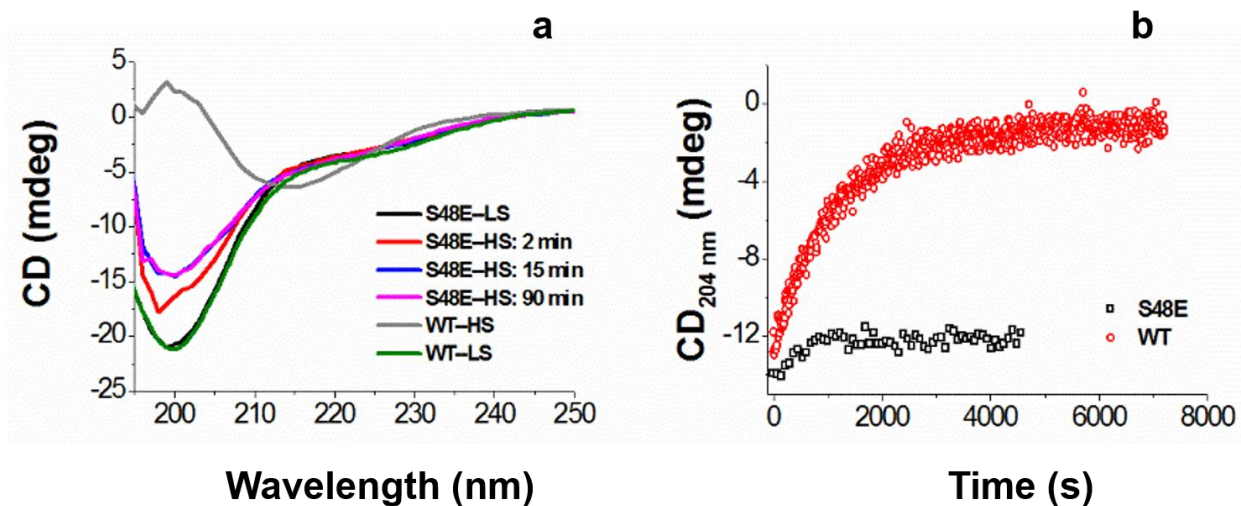 a
5
0
-5
-10
-15
-20
-25
CD (mdeg)
S48E–LS
S48E–HS: 2 min
S48E–HS: 15 min
S48E–HS: 90 min
WT–HS
WT–LS
200 210 220 230 240 250
Wavelength (nm)
b
0
-4
-8
-12
CD204 nm (mdeg)
S48E
WT
0 2000 4000 6000 8000
Time (s)